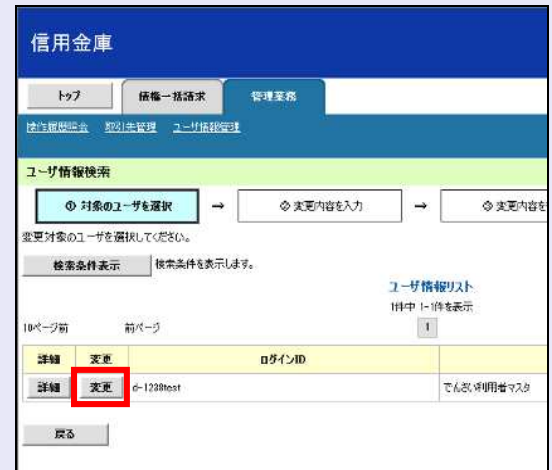 信用金庫
トップ 債権一括請求 管理業務
操作履歴照会 取引先管理 ユーザ情報管理
ユーザ情報検索
① 対象のユーザを選択 → ② 変更内容を入力 → ③ 変更内容を
変更対象のユーザを選択してください。
検索条件表示 検索条件を表示します。
ユーザ情報リスト
1件中 1-1件を表示
10ページ前 前ページ 1
詳細 変更 ログインID
詳細 変更 d-1238test でんさい利用者マスタ
戻る